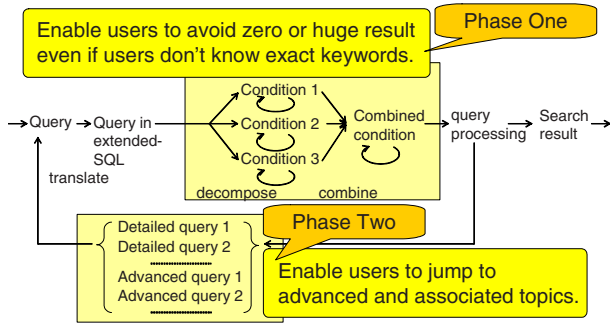 Enable users to avoid zero or huge result
even if users don't know exact keywords.
Phase One
Query
Query in
extended-
SQL
translate
Condition 1
Condition 2
Condition 3
decompose
combine
Combined
condition
query
processing
Search
result
Phase Two
Detailed query 1
Detailed query 2
Advanced query 1
Advanced query 2
Enable users to jump to
advanced and associated topics.